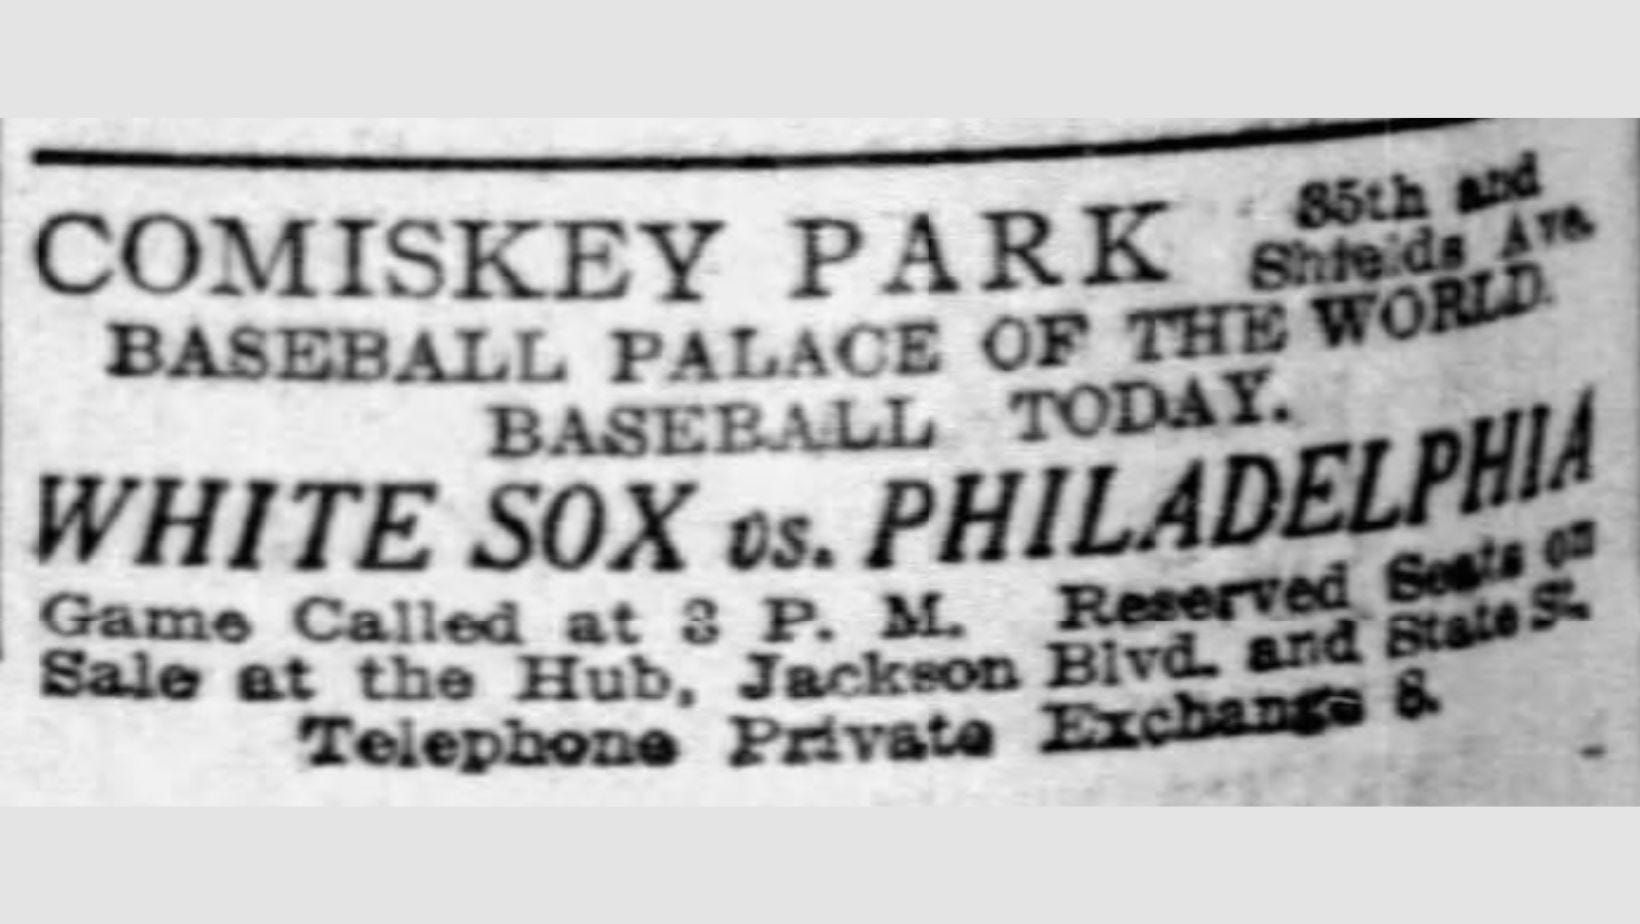 COMISKEY PARK 35th and
Shields Ave.
BASEBALL PALACE OF THE WORLD.
BASEBALL TODAY.
WHITE SOX vs. PHILADELPHIA
Game Called at 3 P. M. Reserved Seats on
Sale at the Hub, Jackson Blvd. and State St.
Telephone Private Exchange 8.